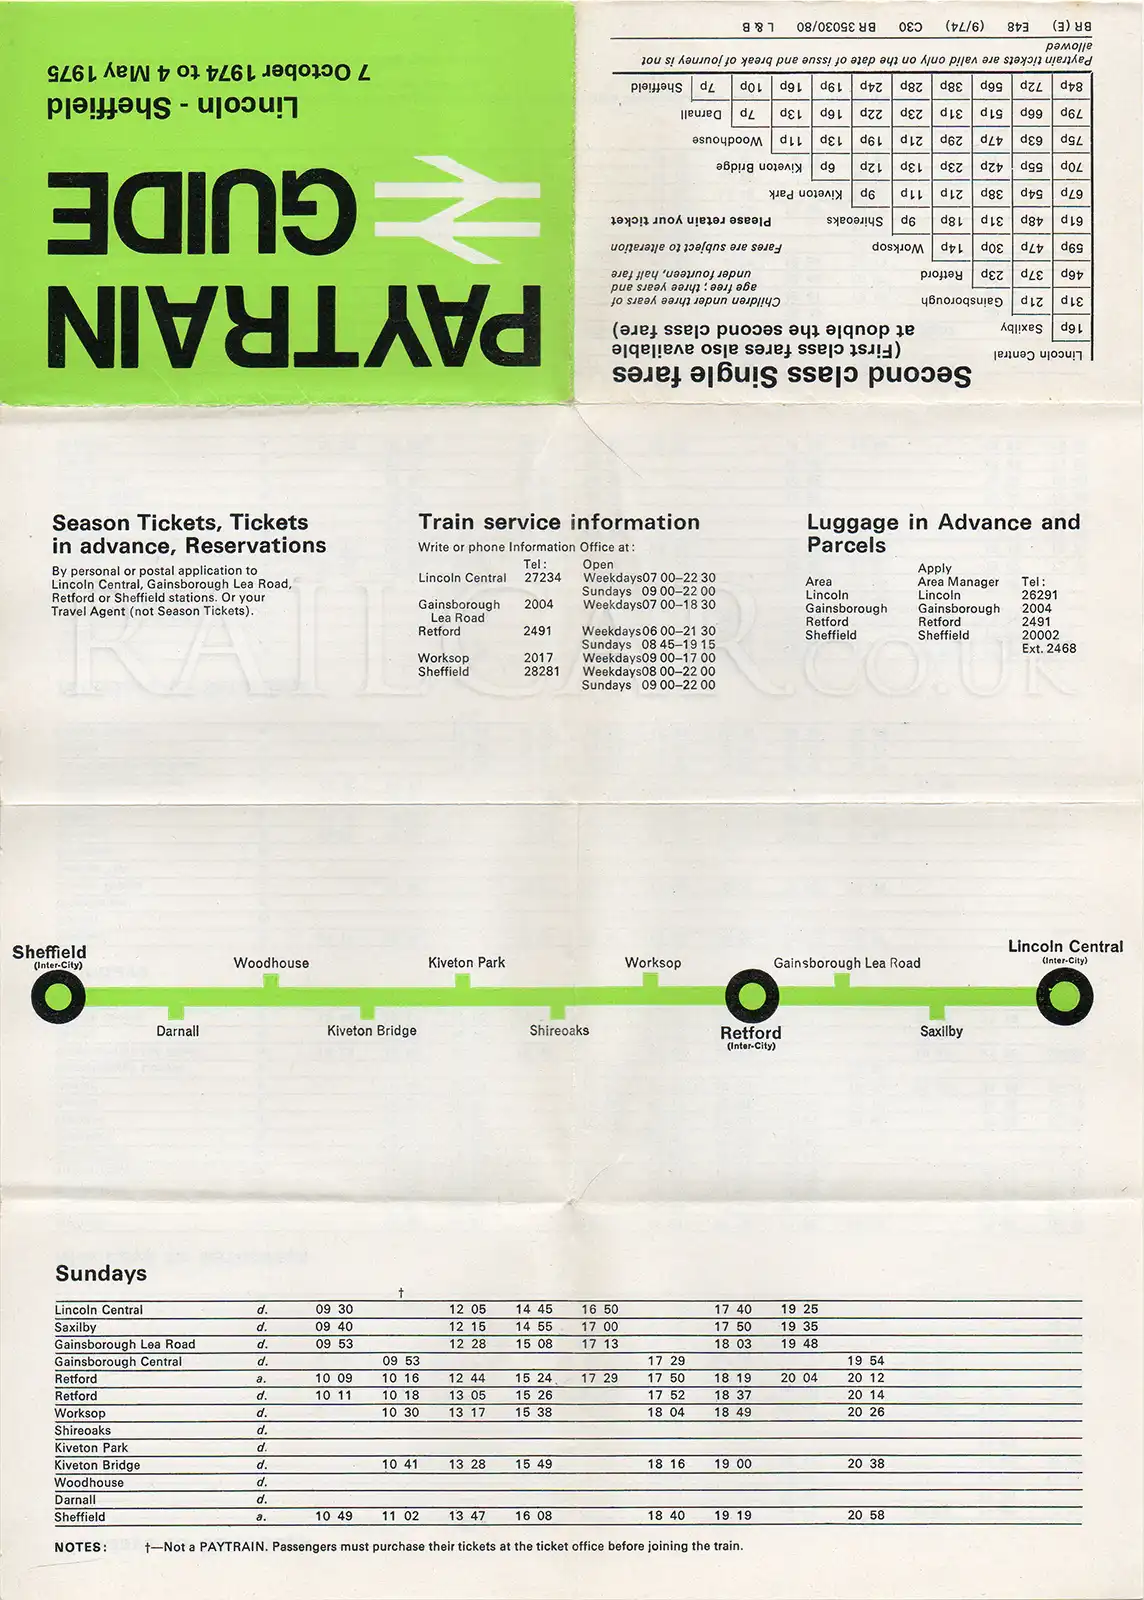 PAYTRAIN
GUIDE
Lincoln - Sheffield
7 October 1974 to 4 May 1975
Second class Single fares
(First class fares also available
at double the second class fare)
Lincoln Central
16p Saxilby
31p 21p Gainsborough
46p 37p 23p Retford
59p 47p 30p 14p Worksop
61p 48p 31p 18p 9p Shireoaks
67p 54p 38p 21p 11p 9p Kiveton Park
70p 55p 42p 23p 13p 12p 6p Kiveton Bridge
75p 63p 47p 29p 21p 19p 13p 11p Woodhouse
79p 66p 51p 31p 23p 22p 16p 13p 7p Darnall
84p 72p 56p 38p 28p 24p 19p 16p 10p 7p Sheffield
Children under three years of
age free; three years and
under fourteen, half fare
Fares are subject to alteration
Please retain your ticket
Paytrain tickets are valid only on the date of issue and break of journey is not
allowed
BR (E) E48 (9/74) C30 BR 35030/80 L & B
Season Tickets, Tickets
in advance, Reservations
By personal or postal application to
Lincoln Central, Gainsborough Lea Road,
Retford or Sheffield stations. Or your
Travel Agent (not Season Tickets).
Train service information
Write or phone Information Office at:
Tel: Open
Lincoln Central 27234 Weekdays 07 00–22 30
Sundays 09 00–22 00
Gainsborough 2004 Weekdays 07 00–18 30
Lea Road
Retford 2491 Weekdays 06 00–21 30
Sundays 08 45–19 15
Worksop 2017 Weekdays 09 00–17 00
Sheffield 28281 Weekdays 08 00–22 00
Sundays 09 00–22 00
Luggage in Advance and
Parcels
Apply
Area Area Manager Tel:
Lincoln Lincoln 26291
Gainsborough Gainsborough 2004
Retford Retford 2491
Sheffield Sheffield 20002
Ext. 2468
RAILCAR.co.uk
Sheffield
(Inter-City)
Darnall
Woodhouse
Kiveton Bridge
Kiveton Park
Shireoaks
Worksop
Retford
(Inter-City)
Gainsborough Lea Road
Saxilby
Lincoln Central
(Inter-City)
Sundays
†
Lincoln Central d. 09 30 12 05 14 45 16 50 17 40 19 25
Saxilby d. 09 40 12 15 14 55 17 00 17 50 19 35
Gainsborough Lea Road d. 09 53 12 28 15 08 17 13 18 03 19 48
Gainsborough Central d. 09 53 17 29 19 54
Retford a. 10 09 10 16 12 44 15 24 17 29 17 50 18 19 20 04 20 12
Retford d. 10 11 10 18 13 05 15 26 17 52 18 37 20 14
Worksop d. 10 30 13 17 15 38 18 04 18 49 20 26
Shireoaks d.
Kiveton Park d.
Kiveton Bridge d. 10 41 13 28 15 49 18 16 19 00 20 38
Woodhouse d.
Darnall d.
Sheffield a. 10 49 11 02 13 47 16 08 18 40 19 19 20 58
NOTES: †—Not a PAYTRAIN. Passengers must purchase their tickets at the ticket office before joining the train.